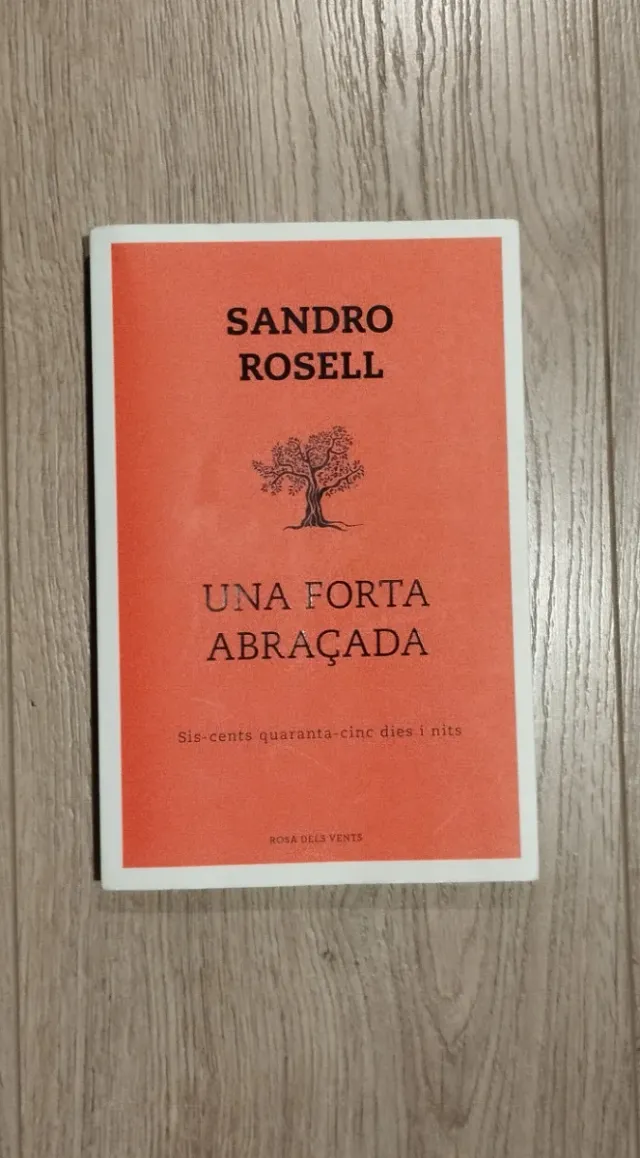 SANDRO
ROSELL
UNA FORTA
ABRAÇADA
Sis-cents quaranta-cinc dies i nits
ROSA DELS VENTS